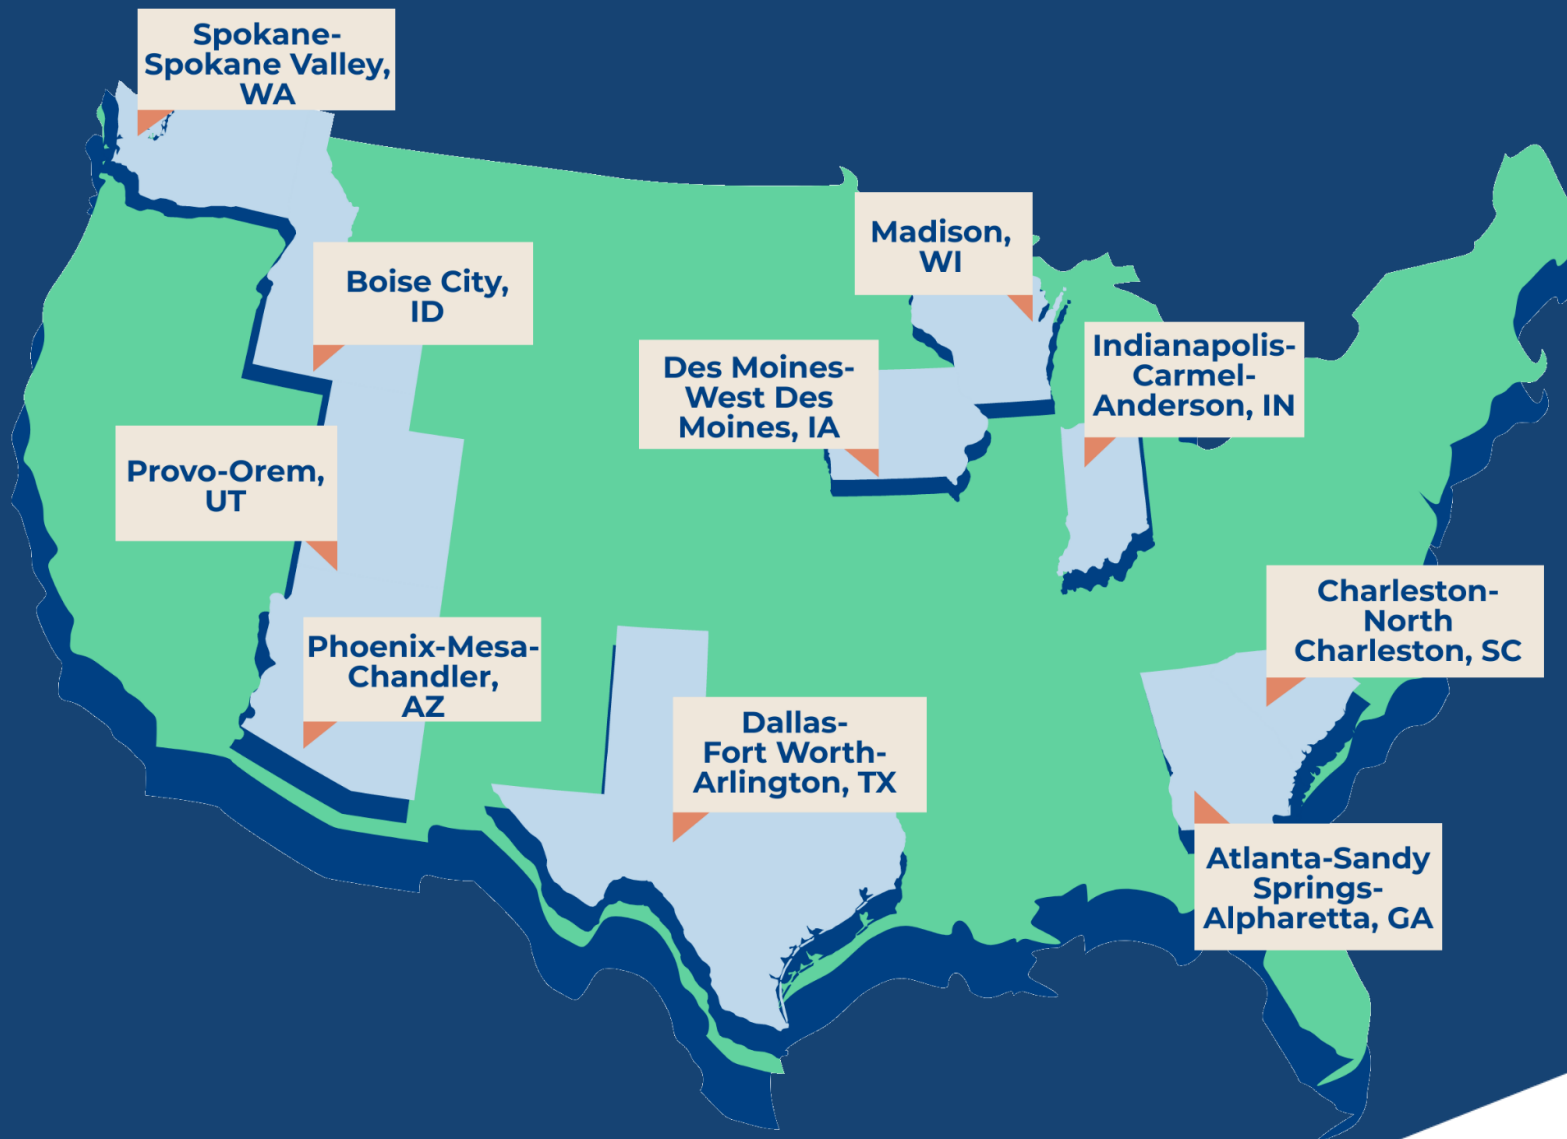 Spokane-
Spokane Valley,
WA
Boise City,
ID
Madison,
WI
Indianapolis-
Carmel-
Anderson, IN
Des Moines-
West Des
Moines, IA
Provo-Orem,
UT
Charleston-
North
Charleston, SC
Phoenix-Mesa-
Chandler,
AZ
Dallas-
Fort Worth-
Arlington, TX
Atlanta-Sandy
Springs-
Alpharetta, GA